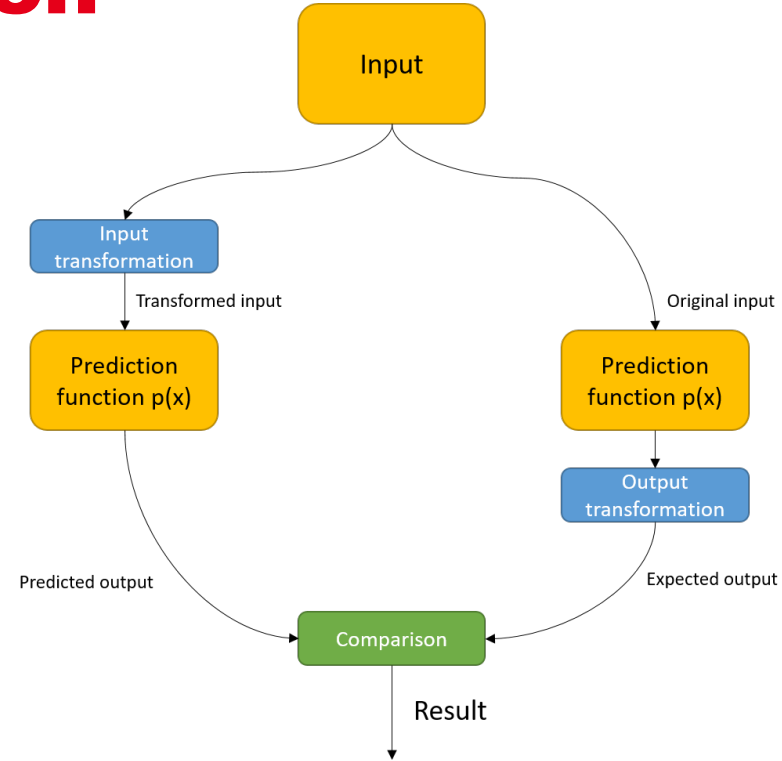 Input
Input
transformation
Transformed input
Original input
Prediction
function p(x)
Prediction
function p(x)
Output
transformation
Predicted output
Expected output
Comparison
Result